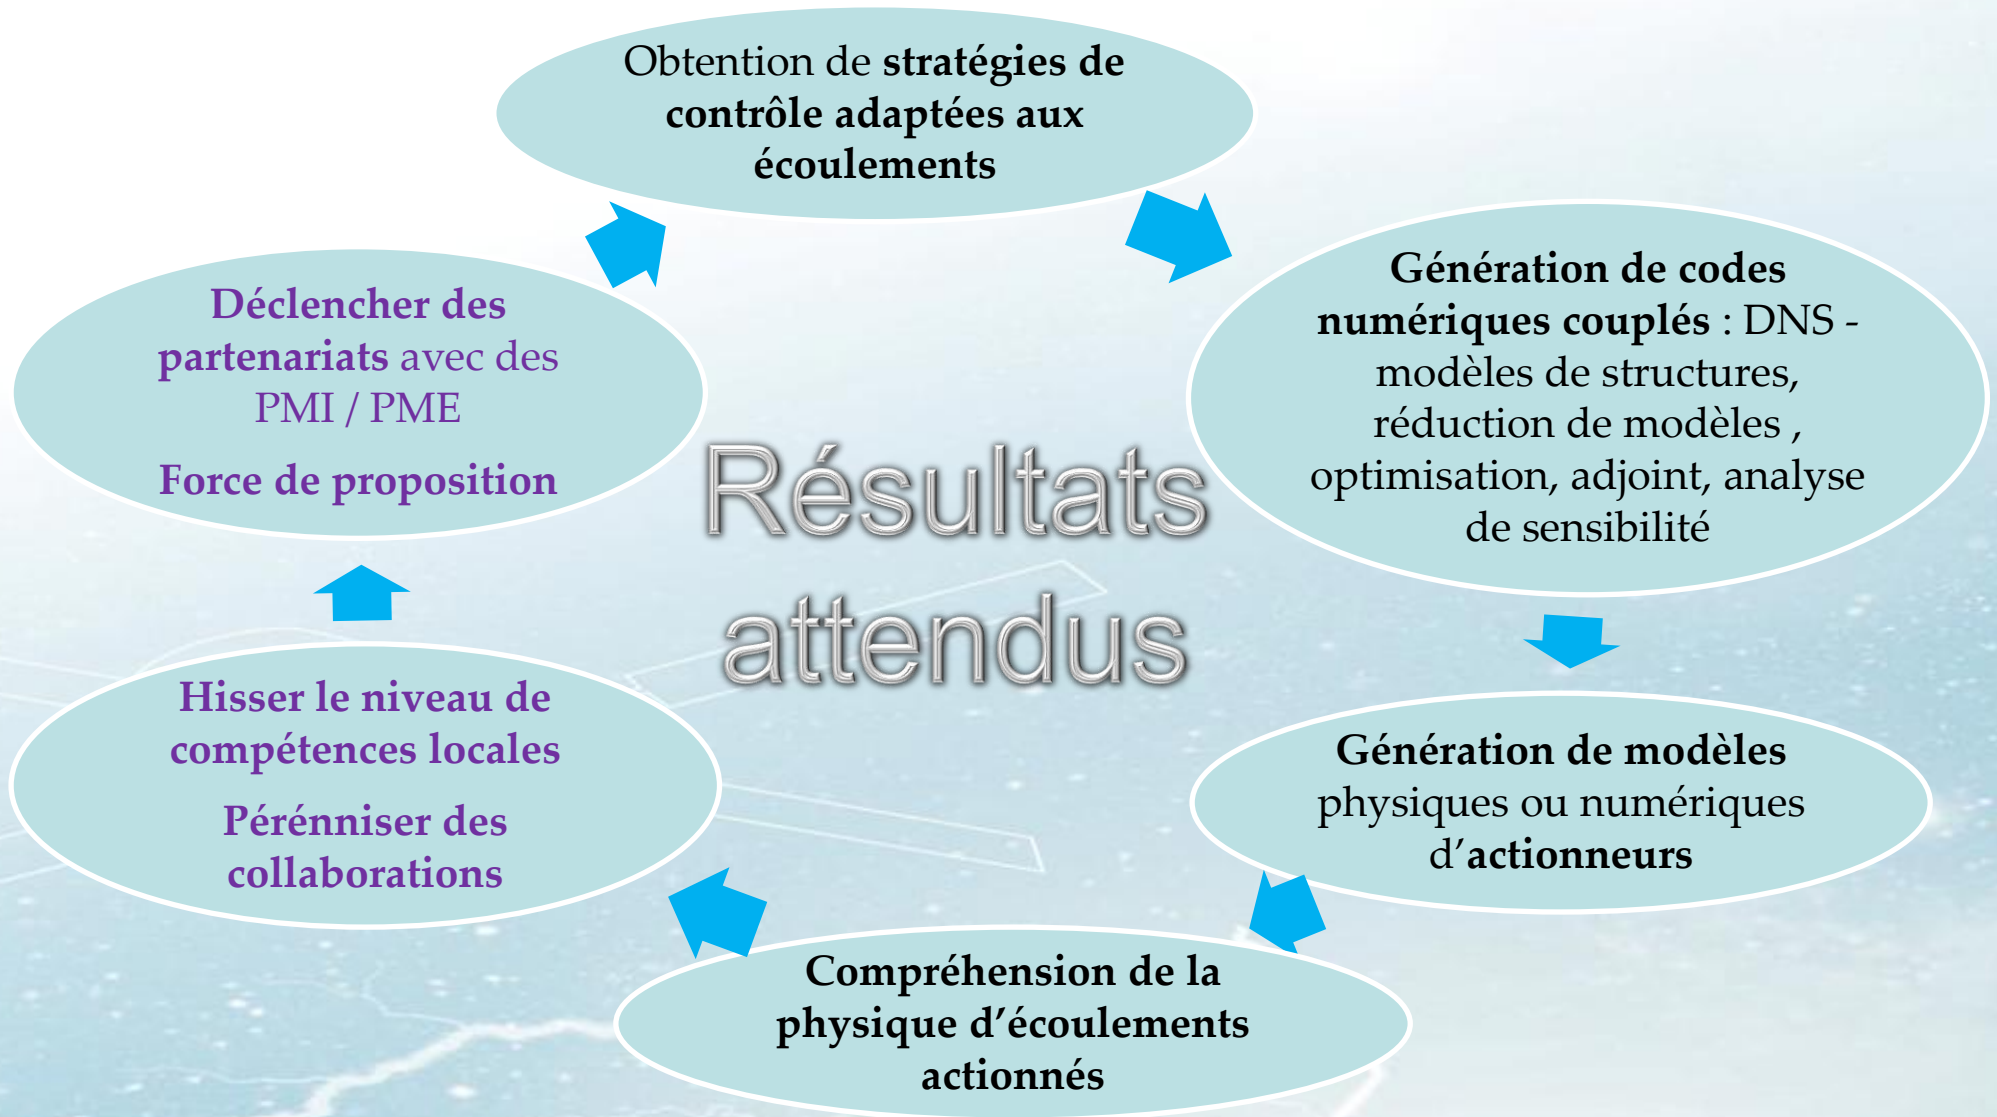 Obtention de stratégies de
contrôle adaptées aux
écoulements
Génération de codes
numériques couplés : DNS -
modèles de structures,
réduction de modèles ,
optimisation, adjoint, analyse
de sensibilité
Génération de modèles
physiques ou numériques
d’actionneurs
Compréhension de la
physique d’écoulements
actionnés
Hisser le niveau de
compétences locales
Pérénniser des
collaborations
Déclencher des
partenariats avec des
PMI / PME
Force de proposition
Résultats
attendus